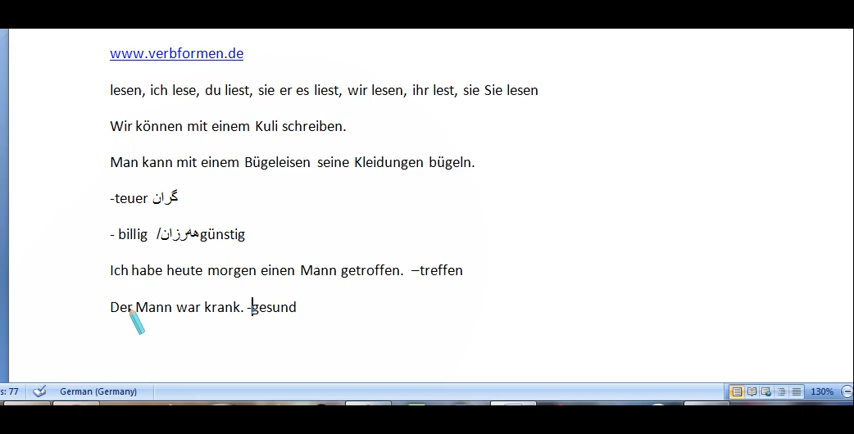 www.verbformen.de
lesen, ich lese, du liest, sie er es liest, wir lesen, ihr lest, sie Sie lesen
Wir können mit einem Kuli schreiben.
Man kann mit einem Bügeleisen seine Kleidungen bügeln.
-teuer گران
- billig /ھەرزانgünstig
Ich habe heute morgen einen Mann getroffen. –treffen
Der Mann war krank. -gesund
s: 77 German (Germany) 130%